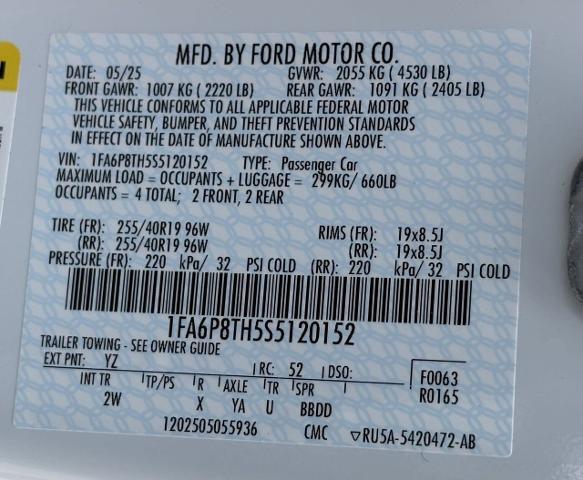 MFD. BY FORD MOTOR CO.
DATE: 05/25 GVWR: 2055 KG ( 4530 LB)
FRONT GAWR: 1007 KG ( 2220 LB) REAR GAWR: 1091 KG ( 2405 LB)
THIS VEHICLE CONFORMS TO ALL APPLICABLE FEDERAL MOTOR
VEHICLE SAFETY, BUMPER, AND THEFT PREVENTION STANDARDS
IN EFFECT ON THE DATE OF MANUFACTURE SHOWN ABOVE.
VIN: 1FA6P8TH5S5120152 TYPE: Passenger Car
MAXIMUM LOAD = OCCUPANTS + LUGGAGE = 299KG/ 660LB
OCCUPANTS = 4 TOTAL; 2 FRONT, 2 REAR
TIRE (FR): 255/40R19 96W RIMS (FR): 19x8.5J
(RR): 255/40R19 96W (RR): 19x8.5J
PRESSURE (FR): 220 kPa/ 32 PSI COLD (RR): 220 kPa/ 32 PSI COLD
1FA6P8TH5S5120152
TRAILER TOWING - SEE OWNER GUIDE
EXT PNT: YZ RC: 52 DSO: F0063
INT TR TP/PS R AXLE TR SPR R0165
2W X YA U BBDD
1202505055936 CMC ▽RU5A-5420472-AB